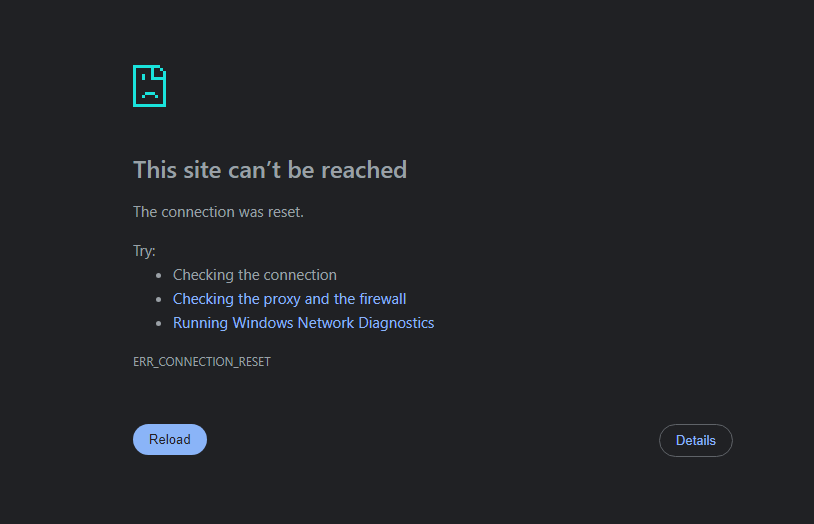 This site can’t be reached
The connection was reset.
Try:
Checking the connection
Checking the proxy and the firewall
Running Windows Network Diagnostics
ERR_CONNECTION_RESET
Reload
Details